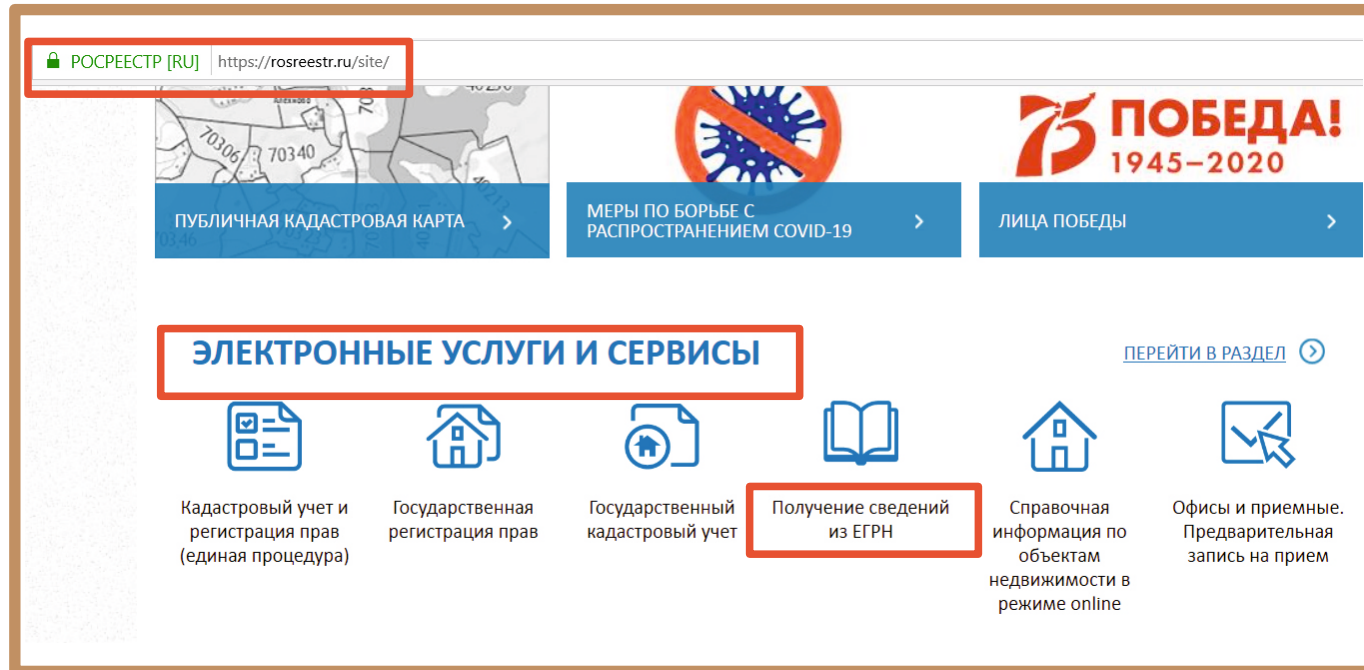 РОСРЕЕСТР [RU] https://rosreestr.ru/site/
70306
70340
75 ПОБЕДА!
1945–2020
ПУБЛИЧНАЯ КАДАСТРОВАЯ КАРТА
МЕРЫ ПО БОРЬБЕ С
РАСПРОСТРАНЕНИЕМ COVID-19
ЛИЦА ПОБЕДЫ
ЭЛЕКТРОННЫЕ УСЛУГИ И СЕРВИСЫ
ПЕРЕЙТИ В РАЗДЕЛ
Кадастровый учет и
регистрация прав
(единая процедура)
Государственная
регистрация прав
Государственный
кадастровый учет
Получение сведений
из ЕГРН
Справочная
информация по
объектам
недвижимости в
режиме online
Офисы и приемные.
Предварительная
запись на прием